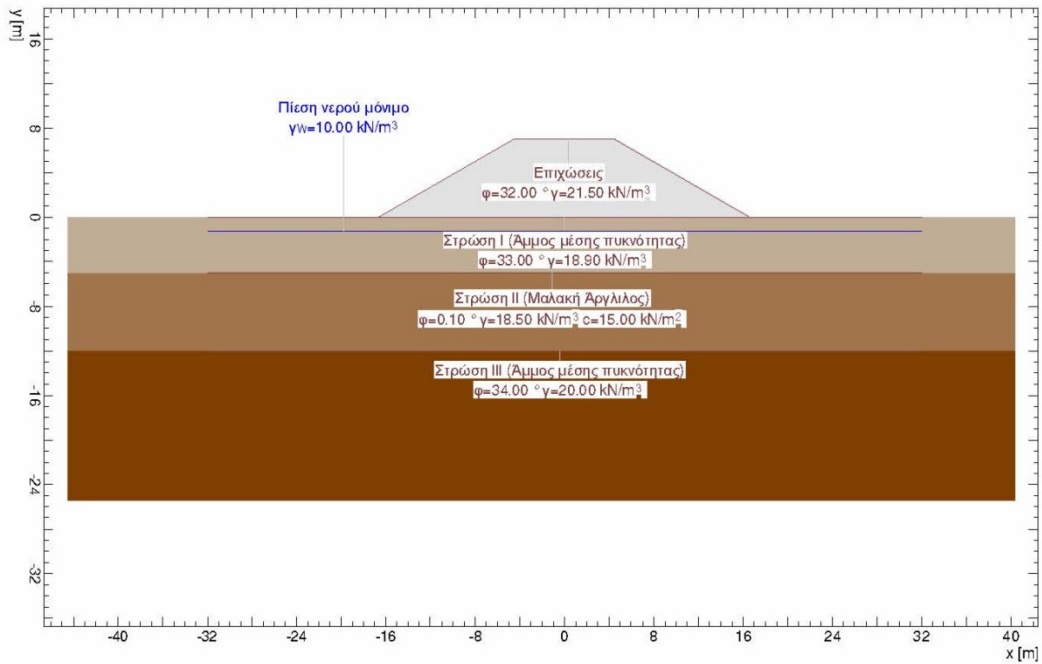 y [m]
16
8
0
-8
-16
-24
-32
Πίεση νερού μόνιμο
γw=10.00 kN/m³
Επιχώσεις
φ=32.00 ° γ=21.50 kN/m³
Στρώση Ι (Άμμος μέσης πυκνότητας)
φ=33.00 ° γ=18.90 kN/m³
Στρώση ΙΙ (Μαλακή Άργιλος)
φ=0.10 ° γ=18.50 kN/m³ c=15.00 kN/m²
Στρώση ΙΙΙ (Άμμος μέσης πυκνότητας)
φ=34.00 ° γ=20.00 kN/m³
-40 -32 -24 -16 -8 0 8 16 24 32 40
x [m]